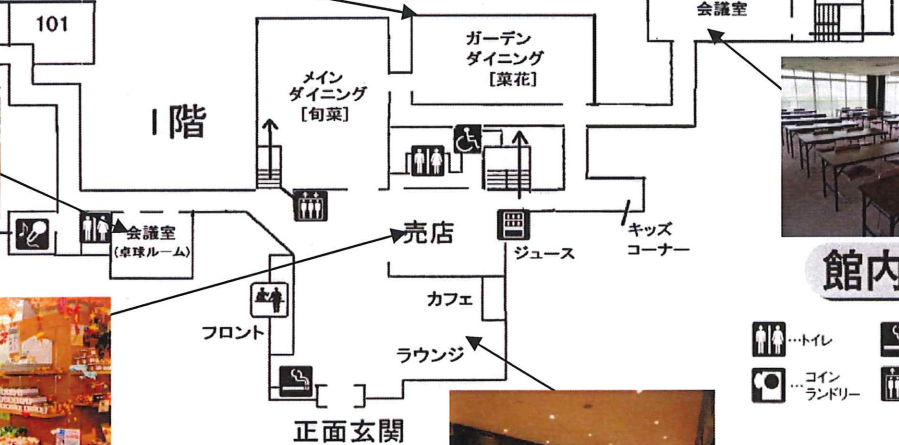 会議室
101
ガーデン
ダイニング
[菜花]
メイン
ダイニング
[旬菜]
1階
会議室
(卓球ルーム)
売店
ジュース
キッズ
コーナー
カフェ
フロント
ラウンジ
正面玄関
館内
…トイレ
…コイン
ランドリー